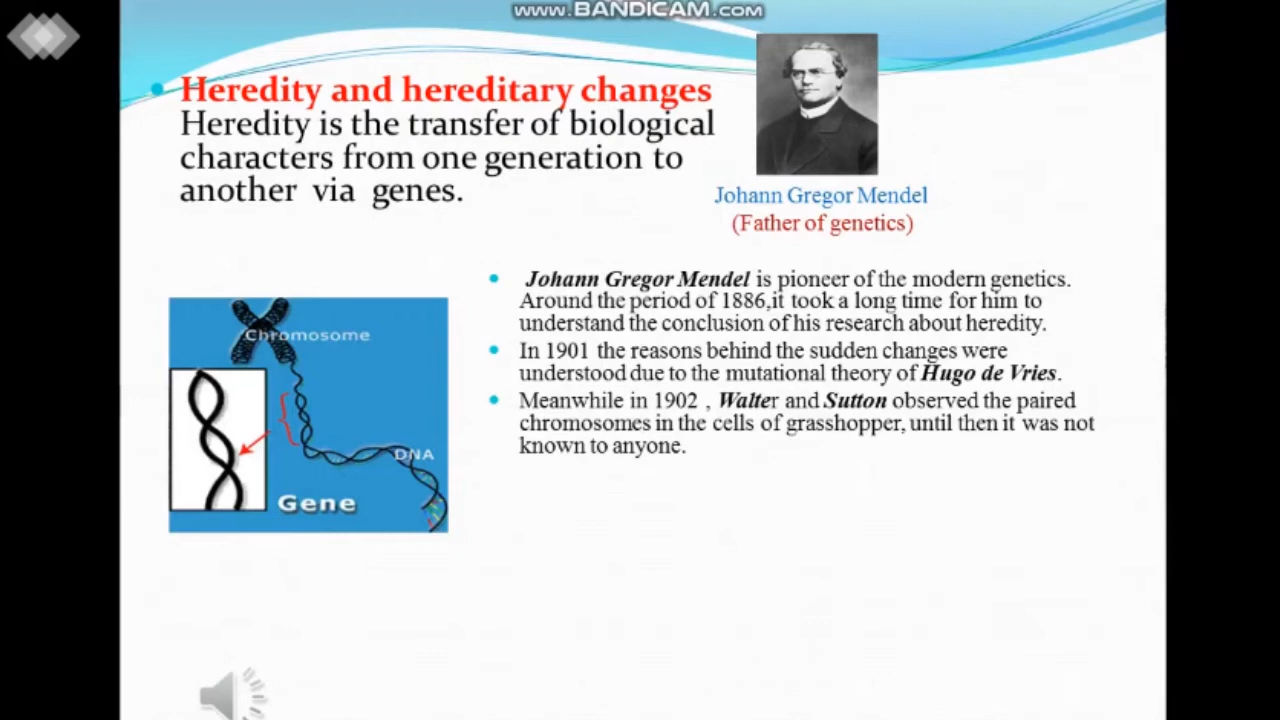 www.BANDICAM.com
Heredity and hereditary changes
Heredity is the transfer of biological
characters from one generation to
another via genes.
Johann Gregor Mendel
(Father of genetics)
Johann Gregor Mendel is pioneer of the modern genetics.
Around the period of 1886,it took a long time for him to
understand the conclusion of his research about heredity.
In 1901 the reasons behind the sudden changes were
understood due to the mutational theory of Hugo de Vries.
Meanwhile in 1902 , Walter and Sutton observed the paired
chromosomes in the cells of grasshopper, until then it was not
known to anyone.
Chromosome
DNA
Gene